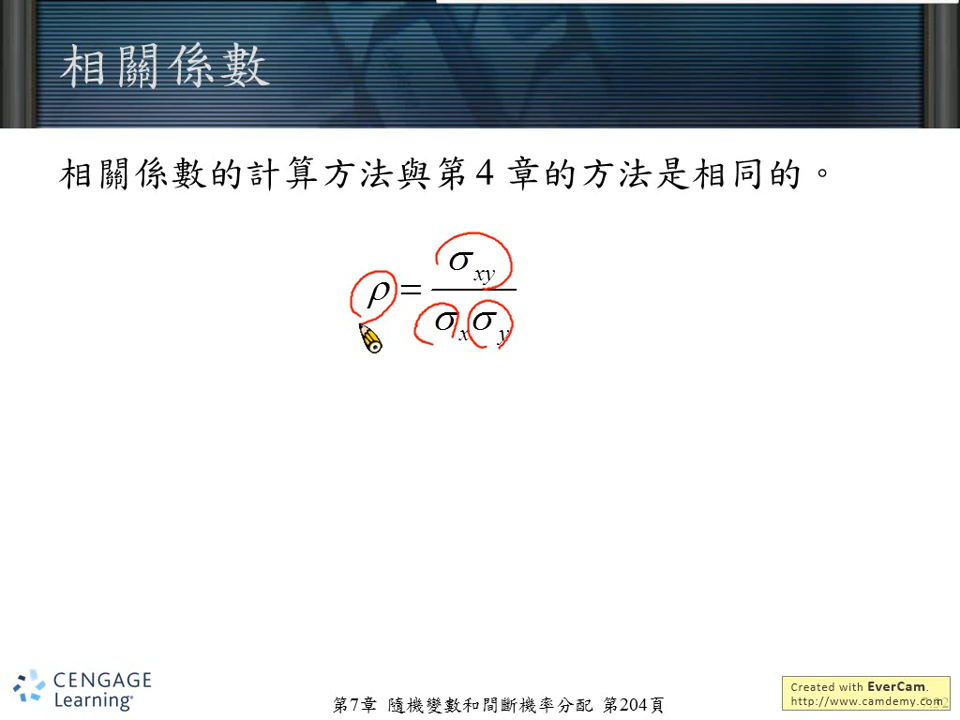 相關係數
相關係數的計算方法與第 4 章的方法是相同的。
ρ = σxy / σxσy
CENGAGE
Learning
第7章 隨機變數和間斷機率分配 第204頁
Created with EverCam.
http://www.camdemy.com